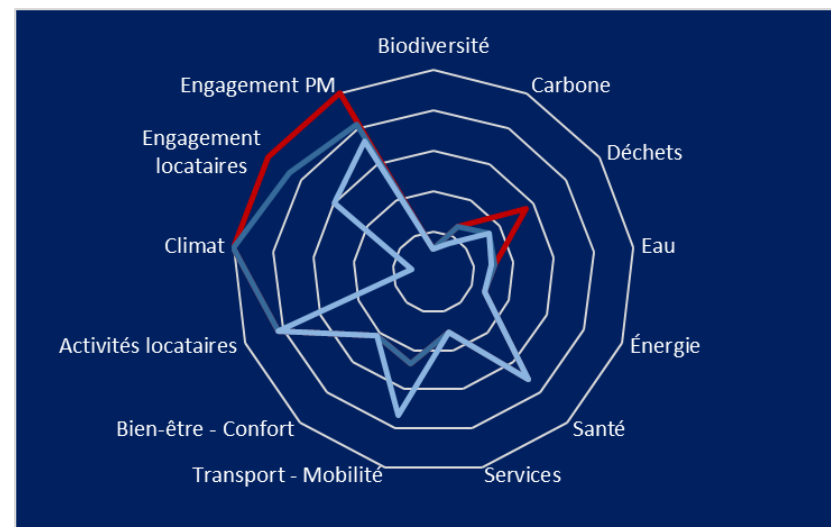 Biodiversité
Carbone
Déchets
Eau
Énergie
Santé
Services
Transport - Mobilité
Bien-être - Confort
Activités locataires
Climat
Engagement
locataires
Engagement PM